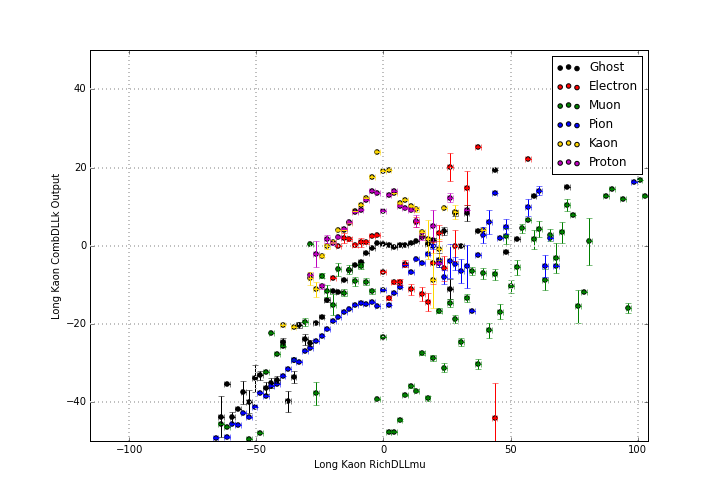 Ghost
Electron
Muon
Pion
Kaon
Proton
40
20
0
−20
−40
−100
−50
0
50
100
Long Kaon CombDLLk Output
Long Kaon RichDLLmu